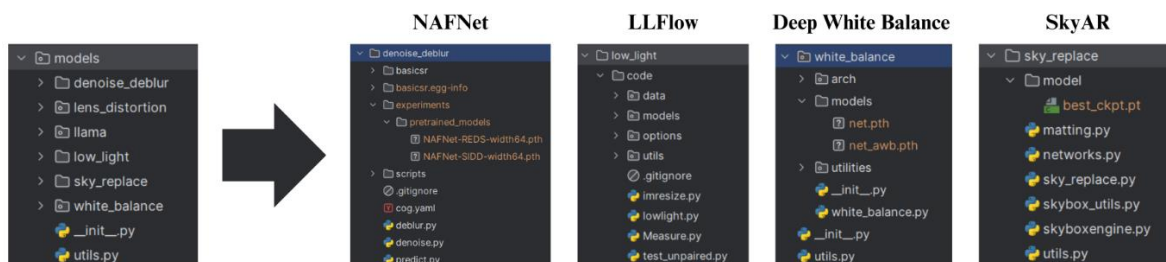 NAFNet
LLFlow
Deep White Balance
SkyAR
models
denoise_deblur
lens_distortion
llama
low_light
sky_replace
white_balance
__init__.py
utils.py
denoise_deblur
basicsr
basicsr.egg-info
experiments
pretrained_models
NAFNet-REDS-width64.pth
NAFNet-SIDD-width64.pth
scripts
.gitignore
cog.yaml
deblur.py
denoise.py
predict.py
low_light
code
data
models
options
utils
.gitignore
imresize.py
lowlight.py
Measure.py
test_unpaired.py
white_balance
arch
models
net.pth
net_awb.pth
utilities
__init__.py
white_balance.py
__init__.py
utils.py
sky_replace
model
best_ckpt.pt
matting.py
networks.py
sky_replace.py
skybox_utils.py
skyboxengine.py
utils.py